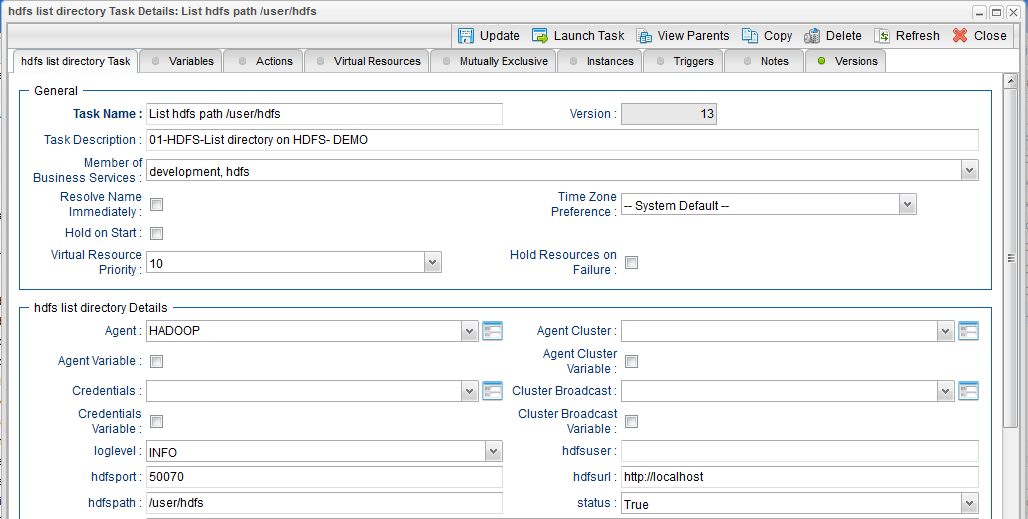 hdfs list directory Task Details: List hdfs path /user/hdfs
Update Launch Task View Parents Copy Delete Refresh Close
hdfs list directory Task Variables Actions Virtual Resources Mutually Exclusive Instances Triggers Notes Versions
General
Task Name : List hdfs path /user/hdfs Version : 13
Task Description : 01-HDFS-List directory on HDFS- DEMO
Member of
Business Services : development, hdfs
Resolve Name
Immediately :
Time Zone
Preference : -- System Default --
Hold on Start :
Virtual Resource
Priority : 10
Hold Resources on
Failure :
hdfs list directory Details
Agent : HADOOP Agent Cluster :
Agent Variable :
Agent Cluster
Variable :
Credentials : Cluster Broadcast :
Credentials
Variable :
Cluster Broadcast
Variable :
loglevel : INFO hdfsuser :
hdfsport : 50070 hdfsurl : http://localhost
hdfspath : /user/hdfs status : True